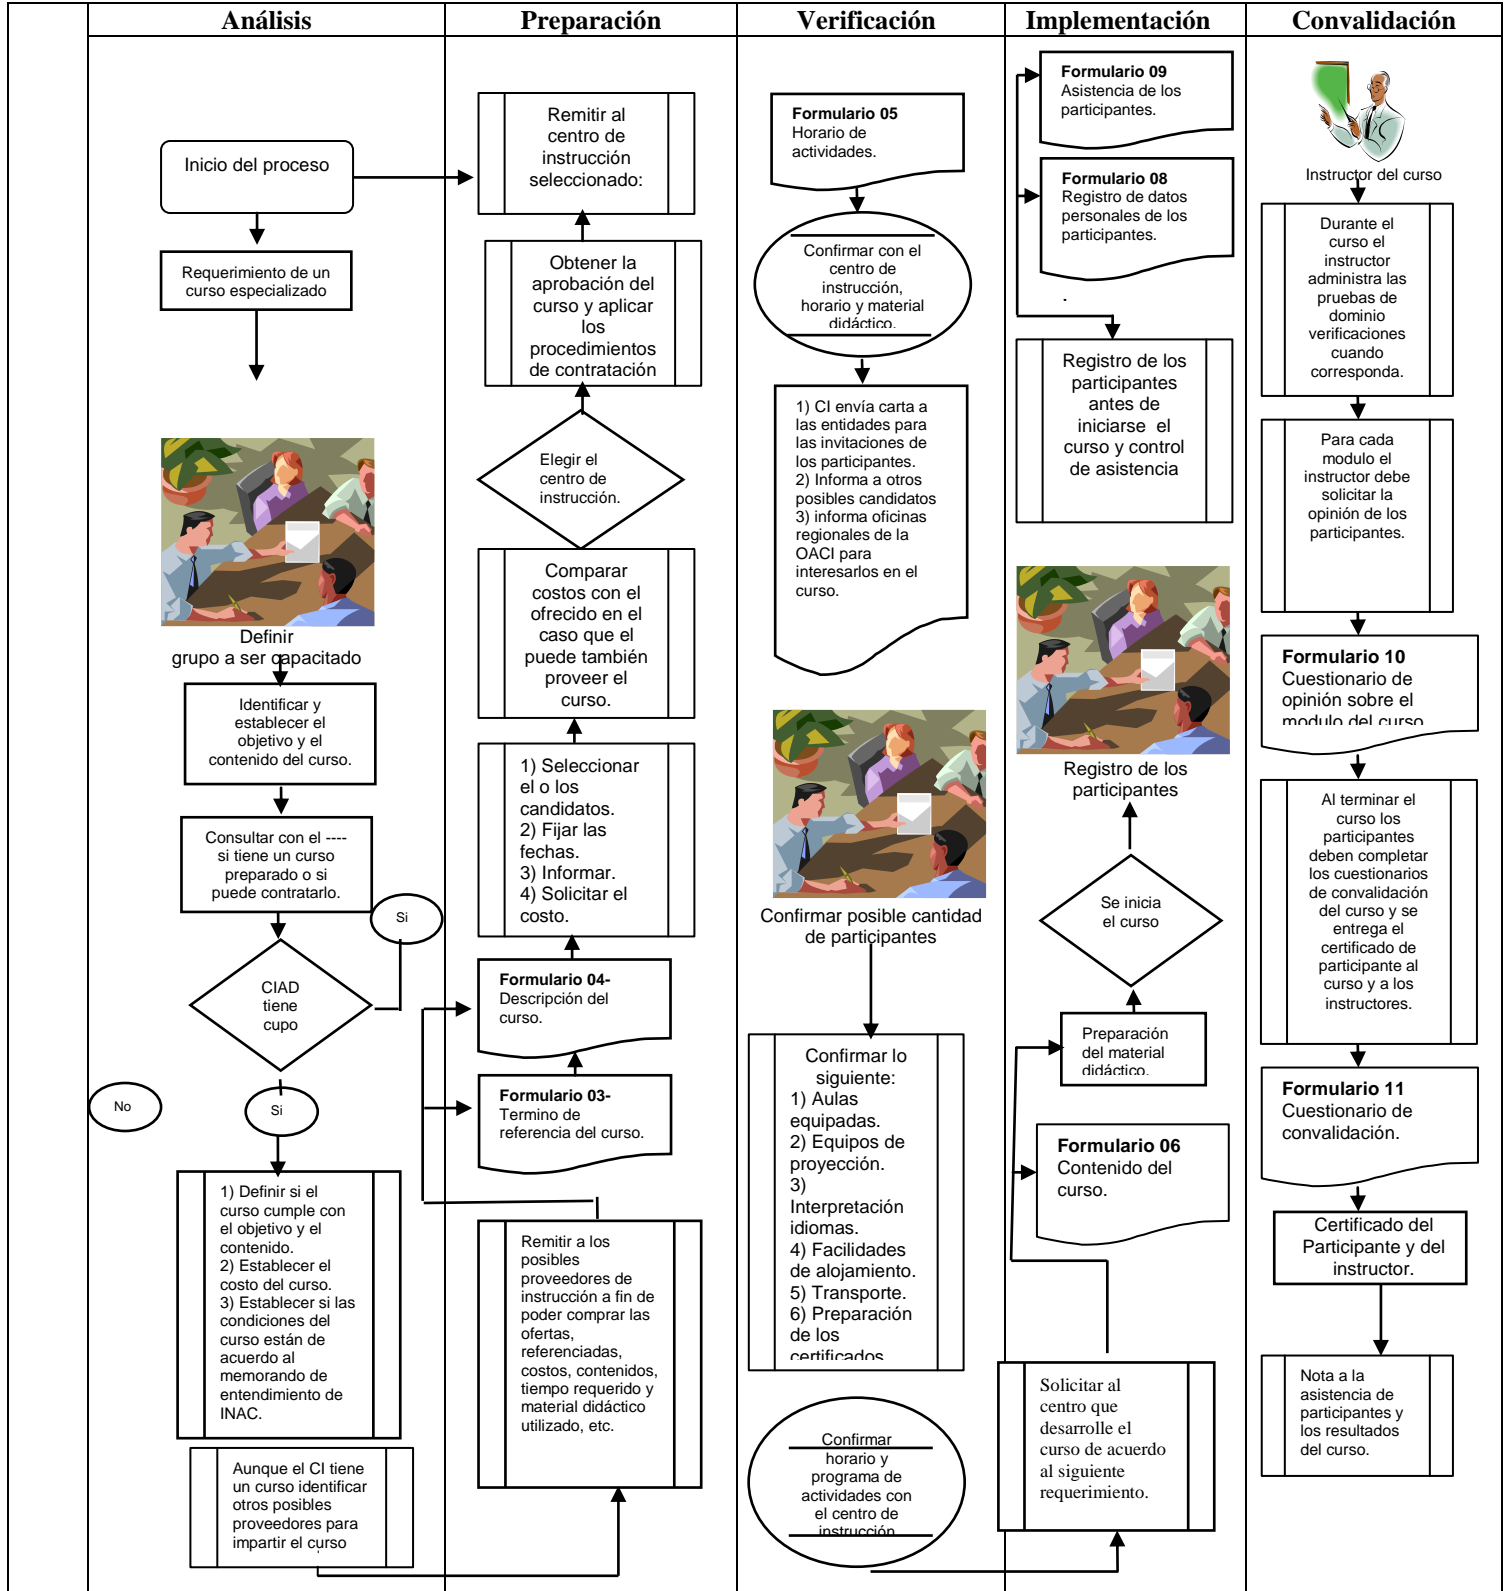 Análisis
Preparación
Verificación
Implementación
Convalidación
Inicio del proceso
Requerimiento de un
curso especializado
Definir
grupo a ser capacitado
Identificar y
establecer el
objetivo y el
contenido del curso.
Consultar con el ----
si tiene un curso
preparado o si
puede contratarlo.
Si
CIAD
tiene
cupo
No
Si
1) Definir si el
curso cumple con
el objetivo y el
contenido.
2) Establecer el
costo del curso.
3) Establecer si las
condiciones del
curso están de
acuerdo al
memorando de
entendimiento de
INAC.
Aunque el CI tiene
un curso identificar
otros posibles
proveedores para
impartir el curso
Remitir al
centro de
instrucción
seleccionado:
Obtener la
aprobación del
curso y aplicar
los
procedimientos
de contratación
Elegir el
centro de
instrucción.
Comparar
costos con el
ofrecido en el
caso que el
puede también
proveer el
curso.
1) Seleccionar
el o los
candidatos.
2) Fijar las
fechas.
3) Informar.
4) Solicitar el
costo.
Formulario 04-
Descripción del
curso.
Formulario 03-
Termino de
referencia del curso.
Remitir a los
posibles
proveedores de
instrucción a fin de
poder comprar las
ofertas,
referenciadas,
costos, contenidos,
tiempo requerido y
material didáctico
utilizado, etc.
Formulario 05
Horario de
actividades.
Confirmar con el
centro de
instrucción,
horario y material
didáctico.
1) CI envía carta a
las entidades para
las invitaciones de
los participantes.
2) Informa a otros
posibles candidatos
3) informa oficinas
regionales de la
OACI para
interesarlos en el
curso.
Confirmar posible cantidad
de participantes
Confirmar lo
siguiente:
1) Aulas
equipadas.
2) Equipos de
proyección.
3)
Interpretación
idiomas.
4) Facilidades
de alojamiento.
5) Transporte.
6) Preparación
de los
certificados
Confirmar
horario y
programa de
actividades con
el centro de
instrucción
Formulario 09
Asistencia de los
participantes.
Formulario 08
Registro de datos
personales de los
participantes.
.
Registro de los
participantes
antes de
iniciarse el
curso y control
de asistencia
Registro de los
participantes
Se inicia
el curso
Preparación
del material
didáctico.
Formulario 06
Contenido del
curso.
Solicitar al
centro que
desarrolle el
curso de acuerdo
al siguiente
requerimiento.
Instructor del curso
Durante el
curso el
instructor
administra las
pruebas de
dominio
verificaciones
cuando
corresponda.
Para cada
modulo el
instructor debe
solicitar la
opinión de los
participantes.
Formulario 10
Cuestionario de
opinión sobre el
modulo del curso
Al terminar el
curso los
participantes
deben completar
los cuestionarios
de convalidación
del curso y se
entrega el
certificado de
participante al
curso y a los
instructores.
Formulario 11
Cuestionario de
convalidación.
Certificado del
Participante y del
instructor.
Nota a la
asistencia de
participantes y
los resultados
del curso.